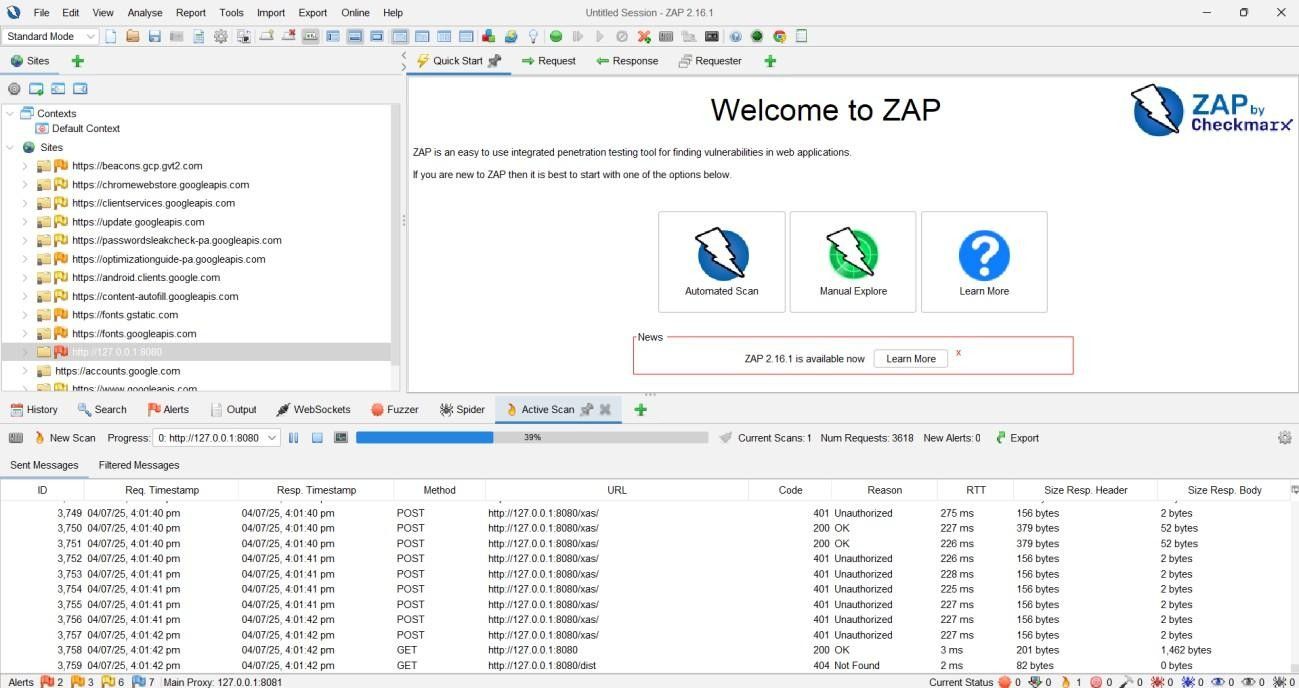 File Edit View Analyse Report Tools Import Export Online Help Untitled Session - ZAP 2.16.1
Standard Mode
Sites Quick Start Request Response Requester
Contexts
Default Context
Sites
https://beacons.gcp.gvt2.com
https://chromewebstore.googleapis.com
https://clientservices.googleapis.com
https://update.googleapis.com
https://passwordsleakcheck-pa.googleapis.com
https://optimizationguide-pa.googleapis.com
https://android.clients.google.com
https://content-autofill.googleapis.com
https://fonts.gstatic.com
https://fonts.googleapis.com
http://127.0.0.1:8080
https://accounts.google.com
https://www.googleapis.com
Welcome to ZAP
ZAP by
Checkmarx
ZAP is an easy to use integrated penetration testing tool for finding vulnerabilities in web applications.
If you are new to ZAP then it is best to start with one of the options below.
Automated Scan Manual Explore Learn More
News
ZAP 2.16.1 is available now Learn More x
History Search Alerts Output WebSockets Fuzzer Spider Active Scan
New Scan Progress: 0: http://127.0.0.1:8080 39% Current Scans: 1 Num Requests: 3618 New Alerts: 0 Export
Sent Messages Filtered Messages
ID Req. Timestamp Resp. Timestamp Method URL Code Reason RTT Size Resp. Header Size Resp. Body
3,749 04/07/25, 4:01:40 pm 04/07/25, 4:01:40 pm POST http://127.0.0.1:8080/xas/ 401 Unauthorized 275 ms 156 bytes 2 bytes
3,750 04/07/25, 4:01:40 pm 04/07/25, 4:01:40 pm POST http://127.0.0.1:8080/xas/ 200 OK 227 ms 379 bytes 52 bytes
3,751 04/07/25, 4:01:40 pm 04/07/25, 4:01:40 pm POST http://127.0.0.1:8080/xas/ 200 OK 226 ms 379 bytes 52 bytes
3,752 04/07/25, 4:01:40 pm 04/07/25, 4:01:40 pm POST http://127.0.0.1:8080/xas/ 401 Unauthorized 226 ms 156 bytes 2 bytes
3,753 04/07/25, 4:01:41 pm 04/07/25, 4:01:41 pm POST http://127.0.0.1:8080/xas/ 401 Unauthorized 228 ms 156 bytes 2 bytes
3,754 04/07/25, 4:01:41 pm 04/07/25, 4:01:41 pm POST http://127.0.0.1:8080/xas/ 401 Unauthorized 225 ms 156 bytes 2 bytes
3,755 04/07/25, 4:01:41 pm 04/07/25, 4:01:41 pm POST http://127.0.0.1:8080/xas/ 401 Unauthorized 227 ms 156 bytes 2 bytes
3,756 04/07/25, 4:01:41 pm 04/07/25, 4:01:42 pm POST http://127.0.0.1:8080/xas/ 401 Unauthorized 227 ms 156 bytes 2 bytes
3,757 04/07/25, 4:01:42 pm 04/07/25, 4:01:42 pm POST http://127.0.0.1:8080/xas/ 401 Unauthorized 227 ms 156 bytes 2 bytes
3,758 04/07/25, 4:01:42 pm 04/07/25, 4:01:42 pm GET http://127.0.0.1:8080 200 OK 3 ms 201 bytes 1,462 bytes
3,759 04/07/25, 4:01:42 pm 04/07/25, 4:01:42 pm GET http://127.0.0.1:8080/dist 404 Not Found 2 ms 82 bytes 0 bytes
Alerts 2 3 6 7 Main Proxy: 127.0.0.1:8081 Current Status 0 0 1 0 0 0 0 0 0 0